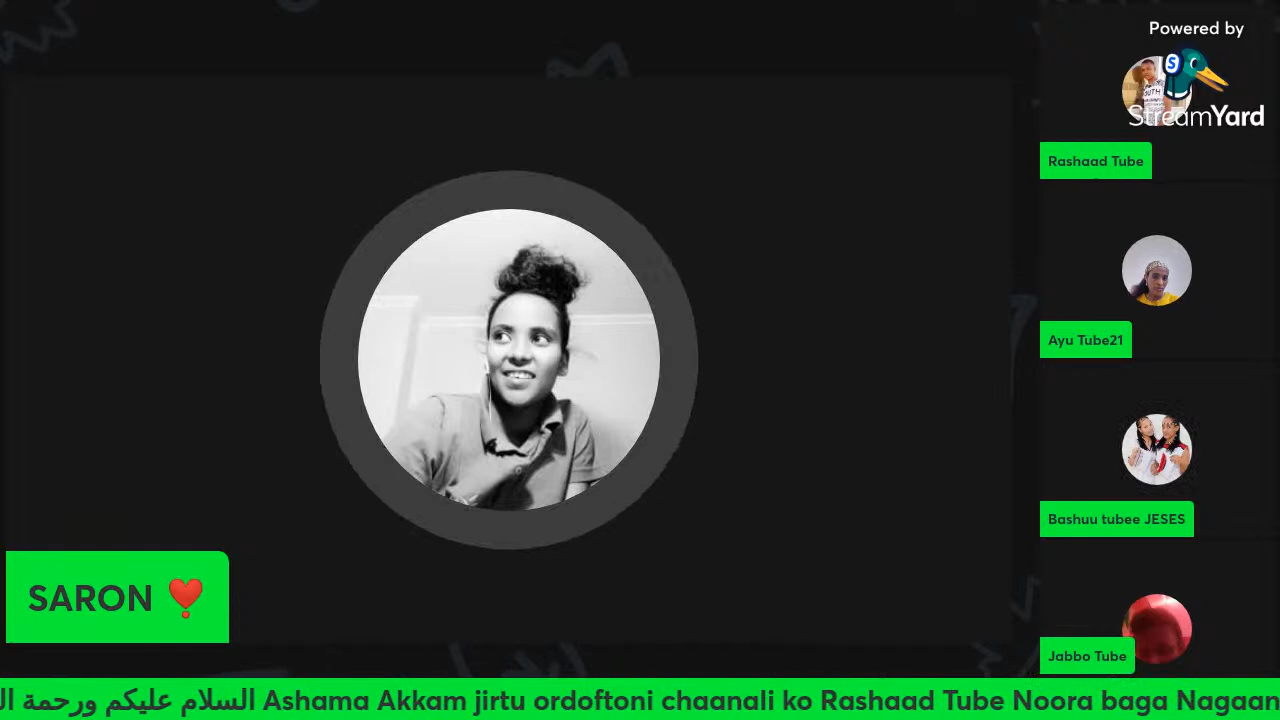 Powered by
StreamYard
Rashaad Tube
Ayu Tube21
Bashuu tubee JESES
SARON ❣️
Jabbo Tube
السلام عليكم ورحمة Ashama Akkam jirtu ordoftoni chaanali ko Rashaad Tube Noora baga Nagaan